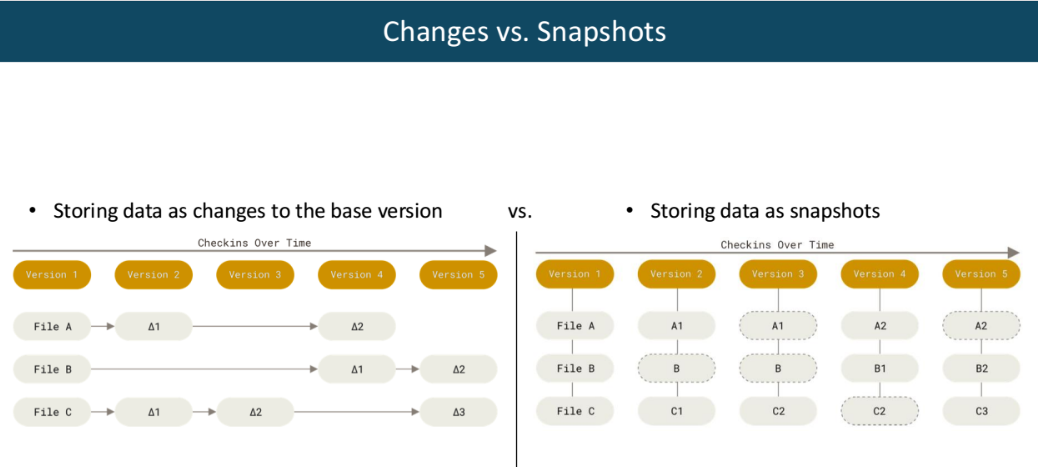 Changes vs. Snapshots
• Storing data as changes to the base version
vs.
• Storing data as snapshots
Checkins Over Time
Version 1 Version 2 Version 3 Version 4 Version 5
File A Δ1 Δ2
File B Δ1 Δ2
File C Δ1 Δ2 Δ3
Checkins Over Time
Version 1 Version 2 Version 3 Version 4 Version 5
File A A1 A1 A2 A2
File B B B B1 B2
File C C1 C2 C2 C3